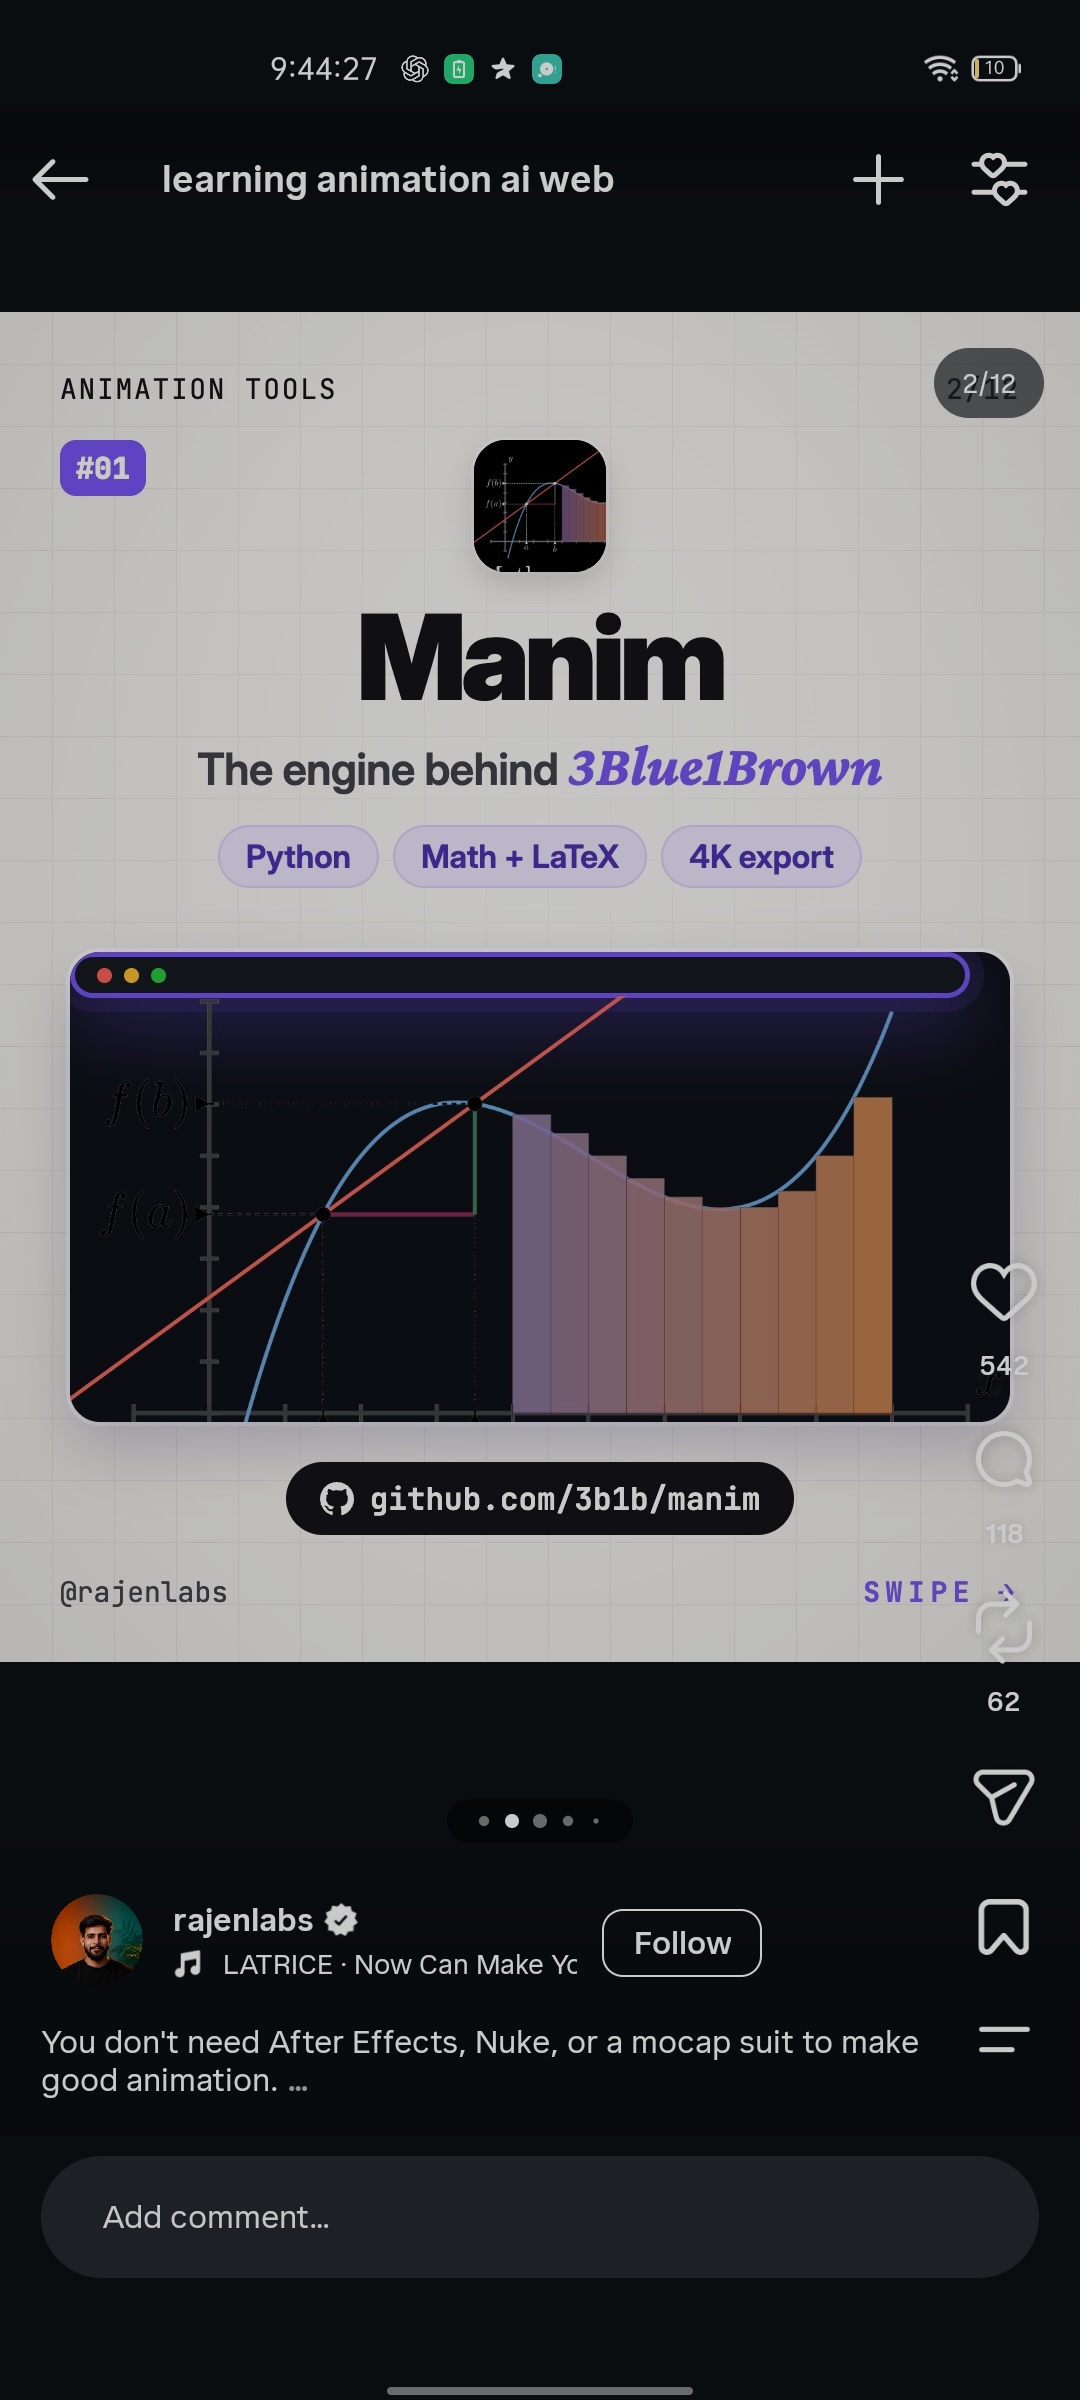 9:44:27
10
learning animation ai web
ANIMATION TOOLS
2/12
#01
Manim
The engine behind 3Blue1Brown
Python
Math + LaTeX
4K export
f(b)
f(a)
x
542
118
github.com/3b1b/manim
@rajenlabs
SWIPE →
62
rajenlabs
LATRICE · Now Can Make Yo
Follow
You don't need After Effects, Nuke, or a mocap suit to make
good animation. ...
Add comment...